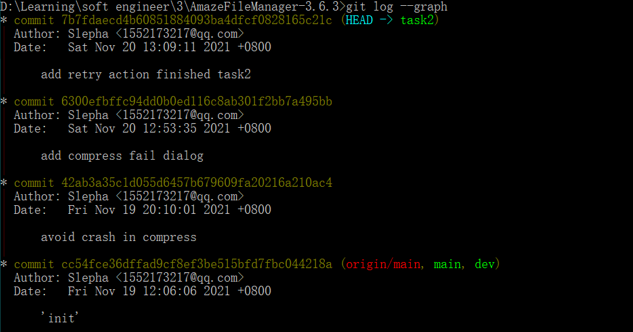 D:\Learning\soft engineer\3\AmazeFileManager-3.6.3>git log --graph
* commit 7b7fdaecd4b60851884093ba4dfcf0828165c21c (HEAD -> task2)
Author: Slepha <1552173217@qq.com>
Date: Sat Nov 20 13:09:11 2021 +0800
add retry action finished task2
* commit 6300efbffc94dd0b0ed116c8ab301f2bb7a495bb
Author: Slepha <1552173217@qq.com>
Date: Sat Nov 20 12:53:35 2021 +0800
add compress fail dialog
* commit 42ab3a35c1d055d6457b679609fa20216a210ac4
Author: Slepha <1552173217@qq.com>
Date: Fri Nov 19 20:10:01 2021 +0800
avoid crash in compress
* commit cc54fce36dffad9cf8ef3be515bfd7fbc044218a (origin/main, main, dev)
Author: Slepha <1552173217@qq.com>
Date: Fri Nov 19 12:06:06 2021 +0800
'init'